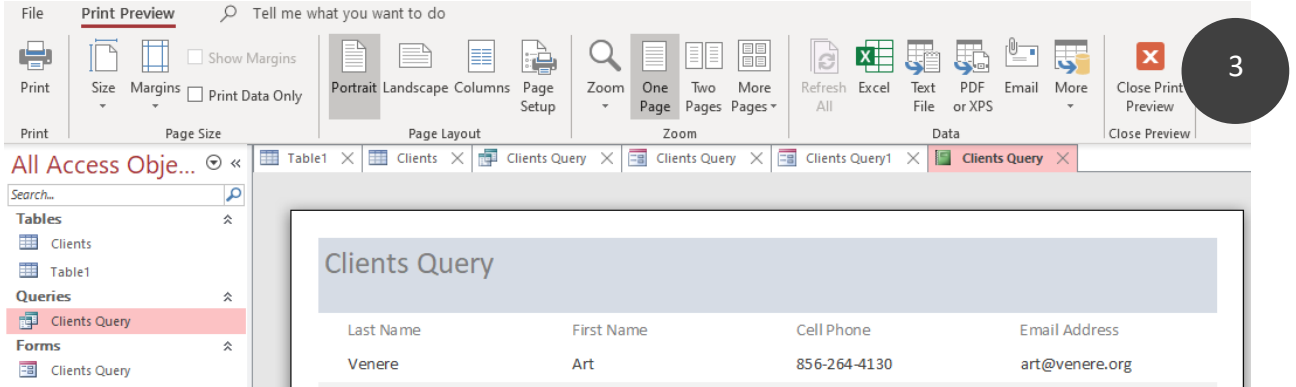 File Print Preview Tell me what you want to do
Show Margins
Print Data Only
Print Size Margins Portrait Landscape Columns Page Setup Zoom One Page Two Pages More Pages Refresh All Excel Text File PDF or XPS Email More Close Print Preview
3
Print Page Size Page Layout Zoom Data Close Preview
All Access Obje... «
Table1 Clients Clients Query Clients Query Clients Query1 Clients Query
Search...
Tables
Clients
Table1
Queries
Clients Query
Forms
Clients Query
Clients Query
Last Name First Name Cell Phone Email Address
Venere Art 856-264-4130 art@venere.org